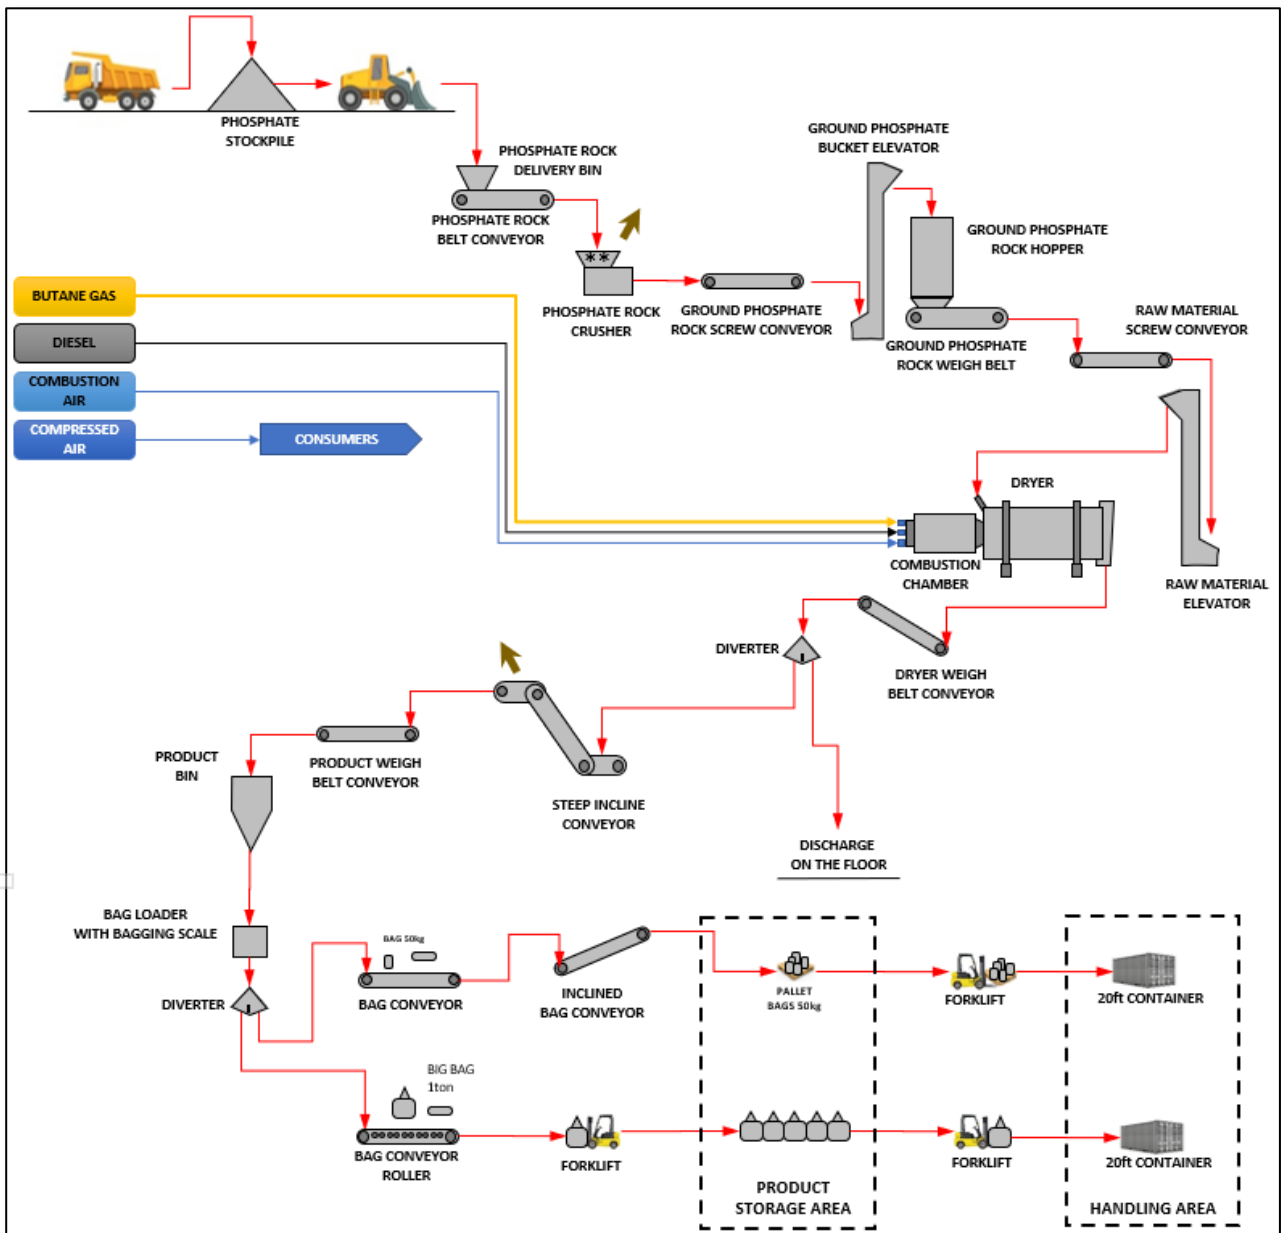 PHOSPHATE
STOCKPILE
PHOSPHATE ROCK
DELIVERY BIN
PHOSPHATE ROCK
BELT CONVEYOR
PHOSPHATE ROCK
CRUSHER
GROUND PHOSPHATE
ROCK SCREW CONVEYOR
GROUND PHOSPHATE
BUCKET ELEVATOR
GROUND PHOSPHATE
ROCK HOPPER
GROUND PHOSPHATE
ROCK WEIGH BELT
RAW MATERIAL
SCREW CONVEYOR
BUTANE GAS
DIESEL
COMBUSTION
AIR
COMPRESSED
AIR
CONSUMERS
DRYER
COMBUSTION
CHAMBER
RAW MATERIAL
ELEVATOR
DIVERTER
DRYER WEIGH
BELT CONVEYOR
PRODUCT
BIN
PRODUCT WEIGH
BELT CONVEYOR
STEEP INCLINE
CONVEYOR
DISCHARGE
ON THE FLOOR
BAG LOADER
WITH BAGGING SCALE
DIVERTER
BAG 50kg
BAG CONVEYOR
INCLINED
BAG CONVEYOR
PALLET
BAGS 50kg
FORKLIFT
20ft CONTAINER
BIG BAG
1ton
BAG CONVEYOR
ROLLER
FORKLIFT
FORKLIFT
20ft CONTAINER
PRODUCT
STORAGE AREA
HANDLING AREA